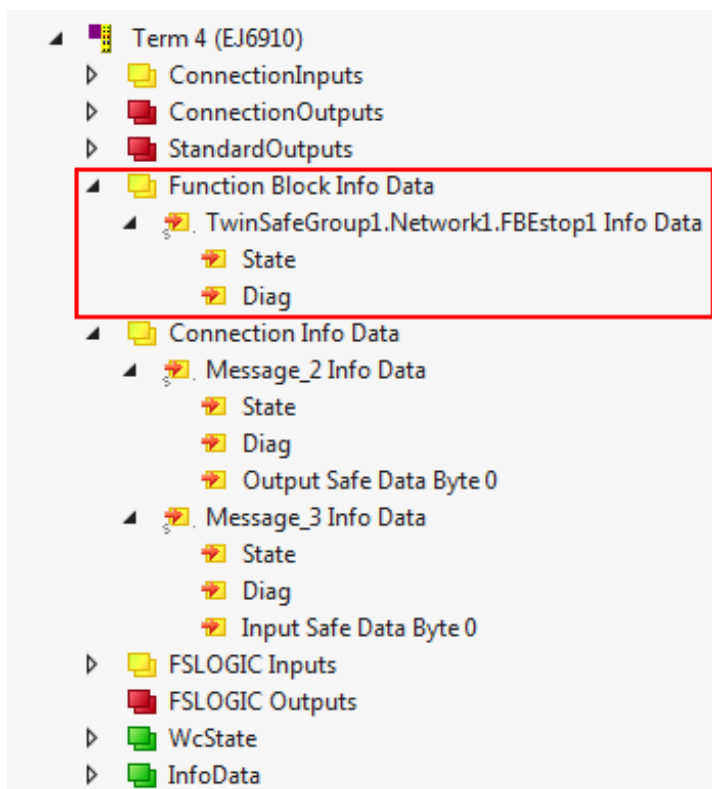 Term 4 (EJ6910)
ConnectionInputs
ConnectionOutputs
StandardOutputs
Function Block Info Data
TwinSafeGroup1.Network1.FBEstop1 Info Data
State
Diag
Connection Info Data
Message_2 Info Data
State
Diag
Output Safe Data Byte 0
Message_3 Info Data
State
Diag
Input Safe Data Byte 0
FSLOGIC Inputs
FSLOGIC Outputs
WcState
InfoData